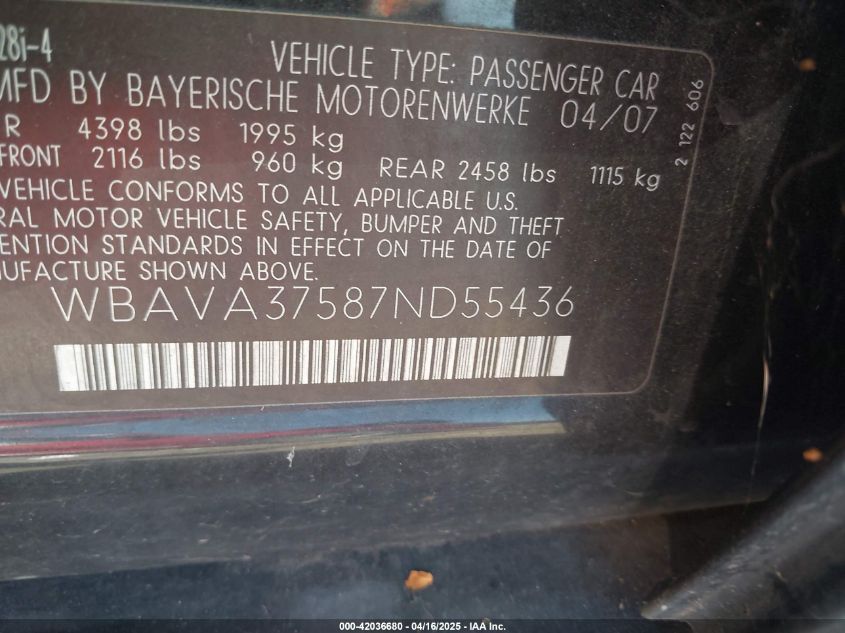 28i-4
VEHICLE TYPE: PASSENGER CAR
MFD BY BAYERISCHE MOTORENWERKE 04/07
R 4398 lbs 1995 kg
FRONT 2116 lbs 960 kg REAR 2458 lbs 1115 kg
VEHICLE CONFORMS TO ALL APPLICABLE U.S.
RAL MOTOR VEHICLE SAFETY, BUMPER AND THEFT
ENTION STANDARDS IN EFFECT ON THE DATE OF
NUFACTURE SHOWN ABOVE.
WBAVA37587ND55436
2 122 606
000-42036680 - 04/16/2025 - IAA, Inc.